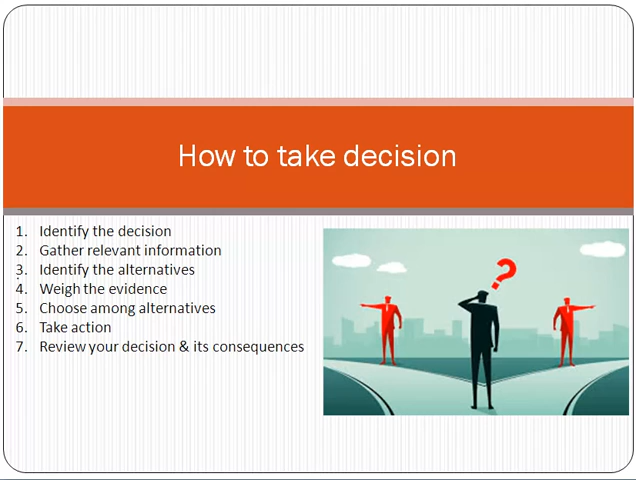 How to take decision
1. Identify the decision
2. Gather relevant information
3. Identify the alternatives
4. Weigh the evidence
5. Choose among alternatives
6. Take action
7. Review your decision & its consequences
?